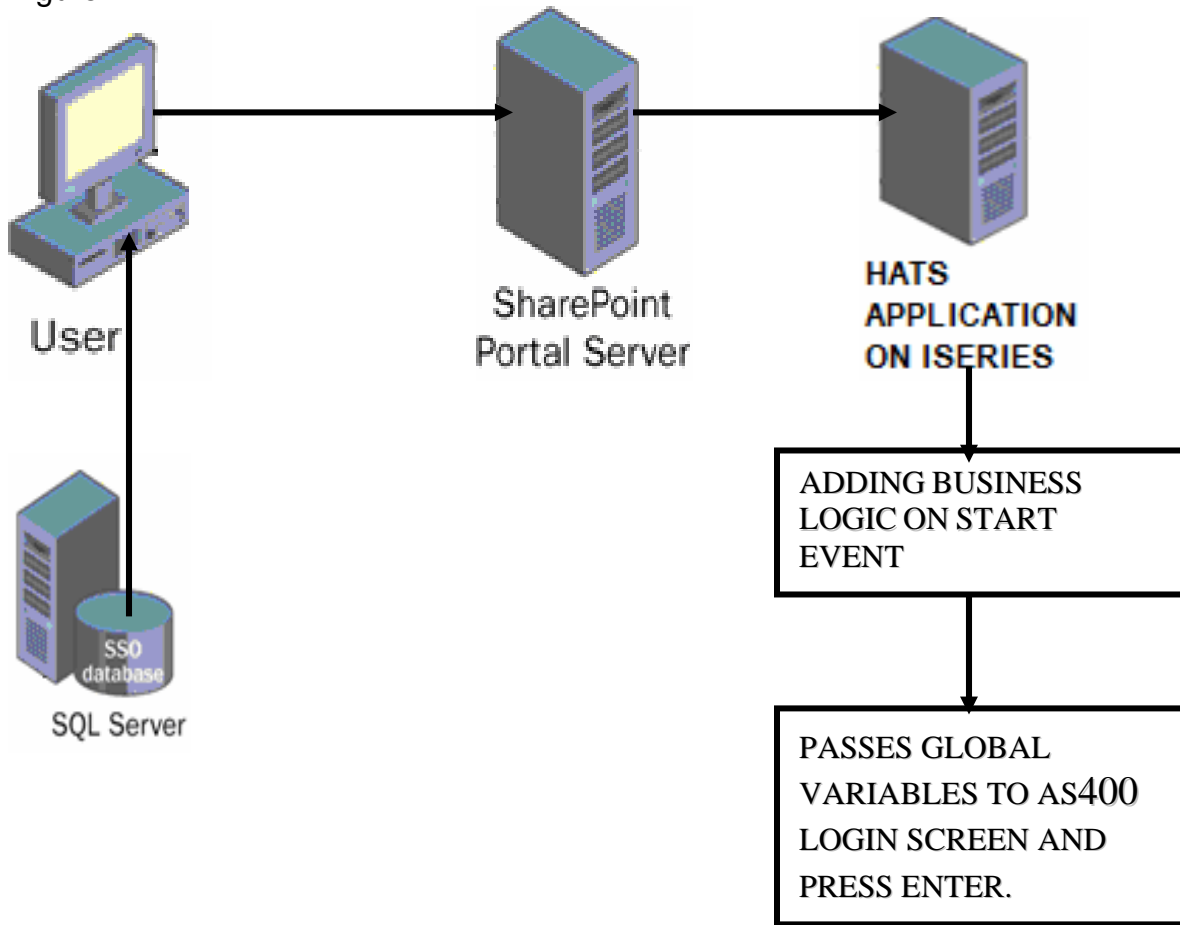 User
SharePoint
Portal Server
HATS
APPLICATION
ON ISERIES
ADDING BUSINESS
LOGIC ON START
EVENT
SSO
database
SQL Server
PASSES GLOBAL
VARIABLES TO AS400
LOGIN SCREEN AND
PRESS ENTER.